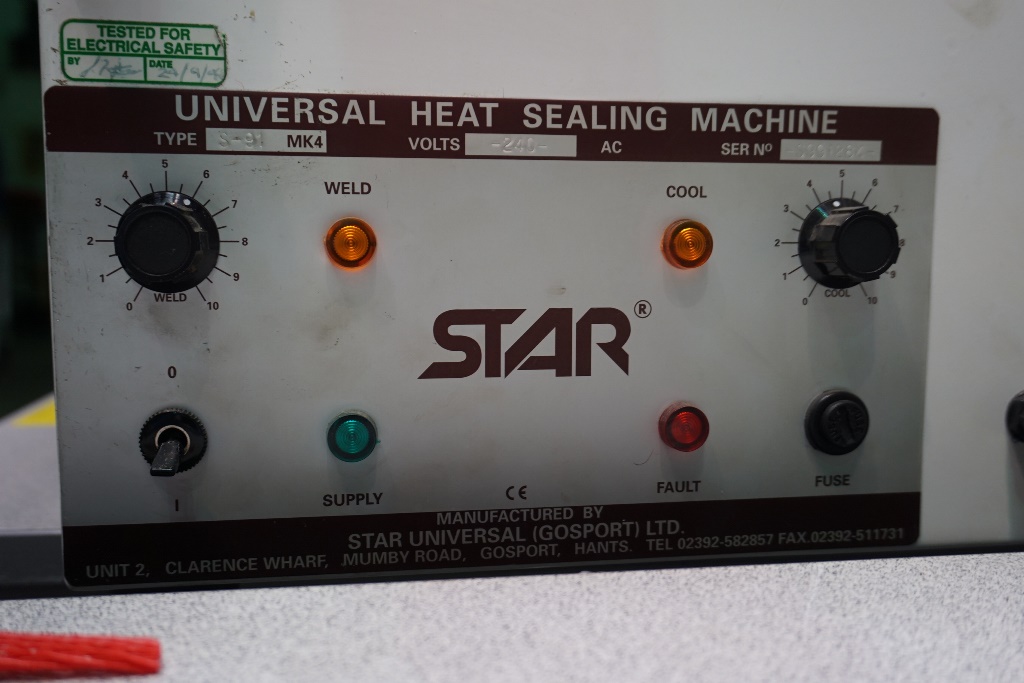 TESTED FOR
ELECTRICAL SAFETY
BY DATE
UNIVERSAL HEAT SEALING MACHINE
TYPE S-91 MK4 VOLTS -240- AC SER Nº
WELD COOL
0 1 2 3 4 5 6 7 8 9 10
WELD
0 1 2 3 4 5 6 7 8 9 10
COOL
STAR®
0
I
SUPPLY
CE
FAULT
FUSE
MANUFACTURED BY
STAR UNIVERSAL (GOSPORT) LTD.
UNIT 2, CLARENCE WHARF, MUMBY ROAD, GOSPORT, HANTS. TEL 02392-582857 FAX.02392-511731